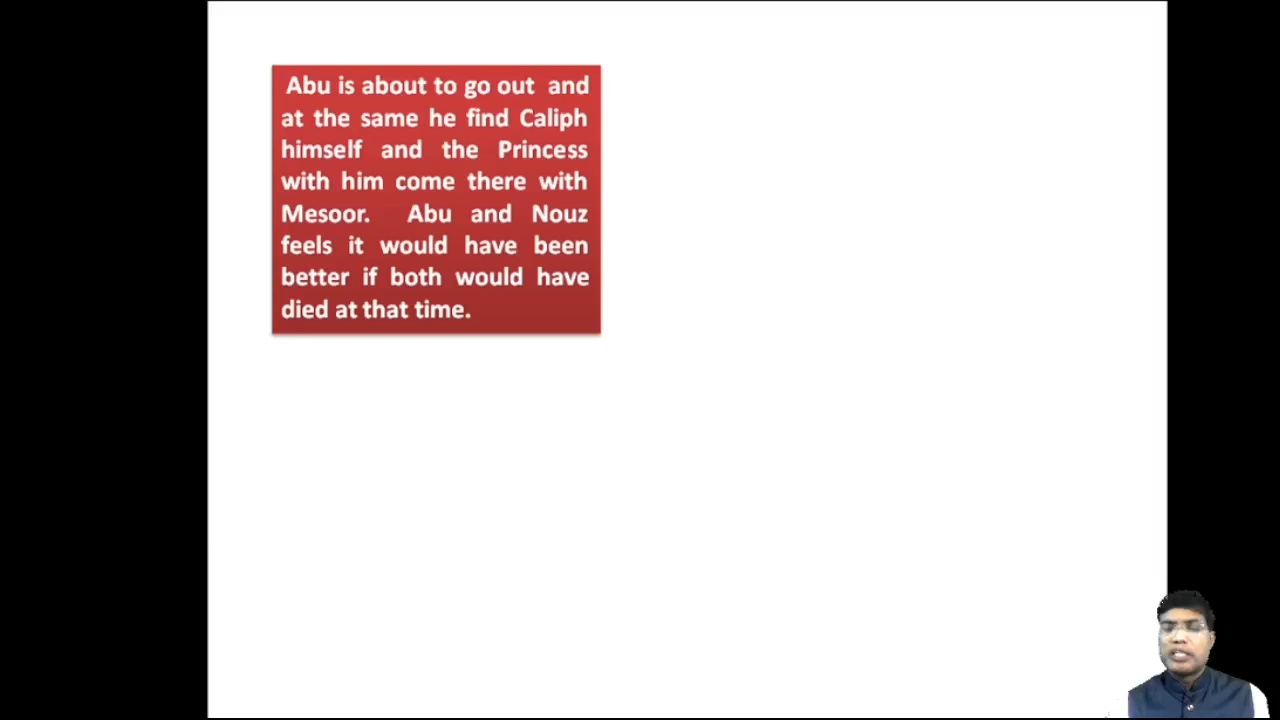 Abu is about to go out and
at the same he find Caliph
himself and the Princess
with him come there with
Mesoor. Abu and Nouz
feels it would have been
better if both would have
died at that time.